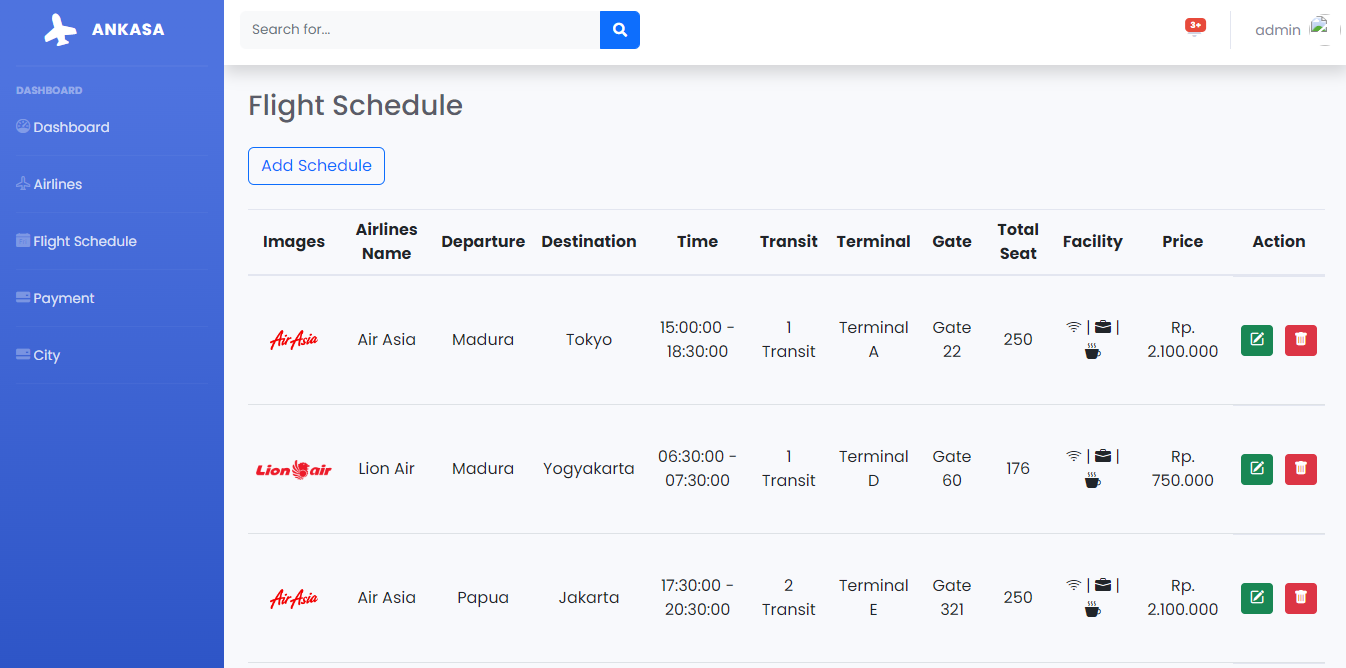 ANKASA
Search for...
3+
admin
DASHBOARD
Dashboard
Airlines
Flight Schedule
Payment
City
Flight Schedule
Add Schedule
Images Airlines Name Departure Destination Time Transit Terminal Gate Total Seat Facility Price Action
AirAsia Air Asia Madura Tokyo 15:00:00 - 18:30:00 1 Transit Terminal A Gate 22 250 | | Rp. 2.100.000
Lion air Lion Air Madura Yogyakarta 06:30:00 - 07:30:00 1 Transit Terminal D Gate 60 176 | | Rp. 750.000
AirAsia Air Asia Papua Jakarta 17:30:00 - 20:30:00 2 Transit Terminal E Gate 321 250 | | Rp. 2.100.000